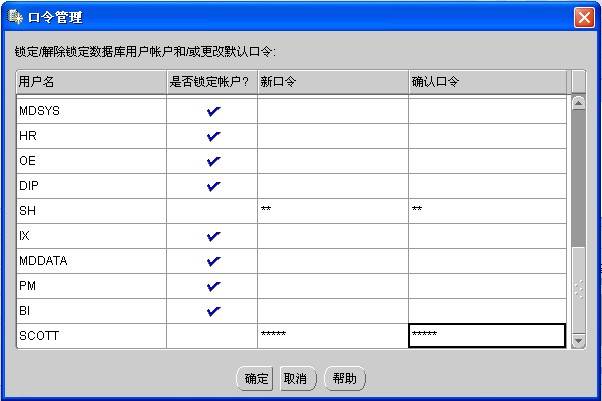 口令管理
锁定/解除锁定数据库用户帐户和/或更改默认口令:
用户名 是否锁定帐户? 新口令 确认口令
MDSYS
HR
OE
DIP
SH ** **
IX
MDDATA
PM
BI
SCOTT ***** *****
确定 取消 帮助